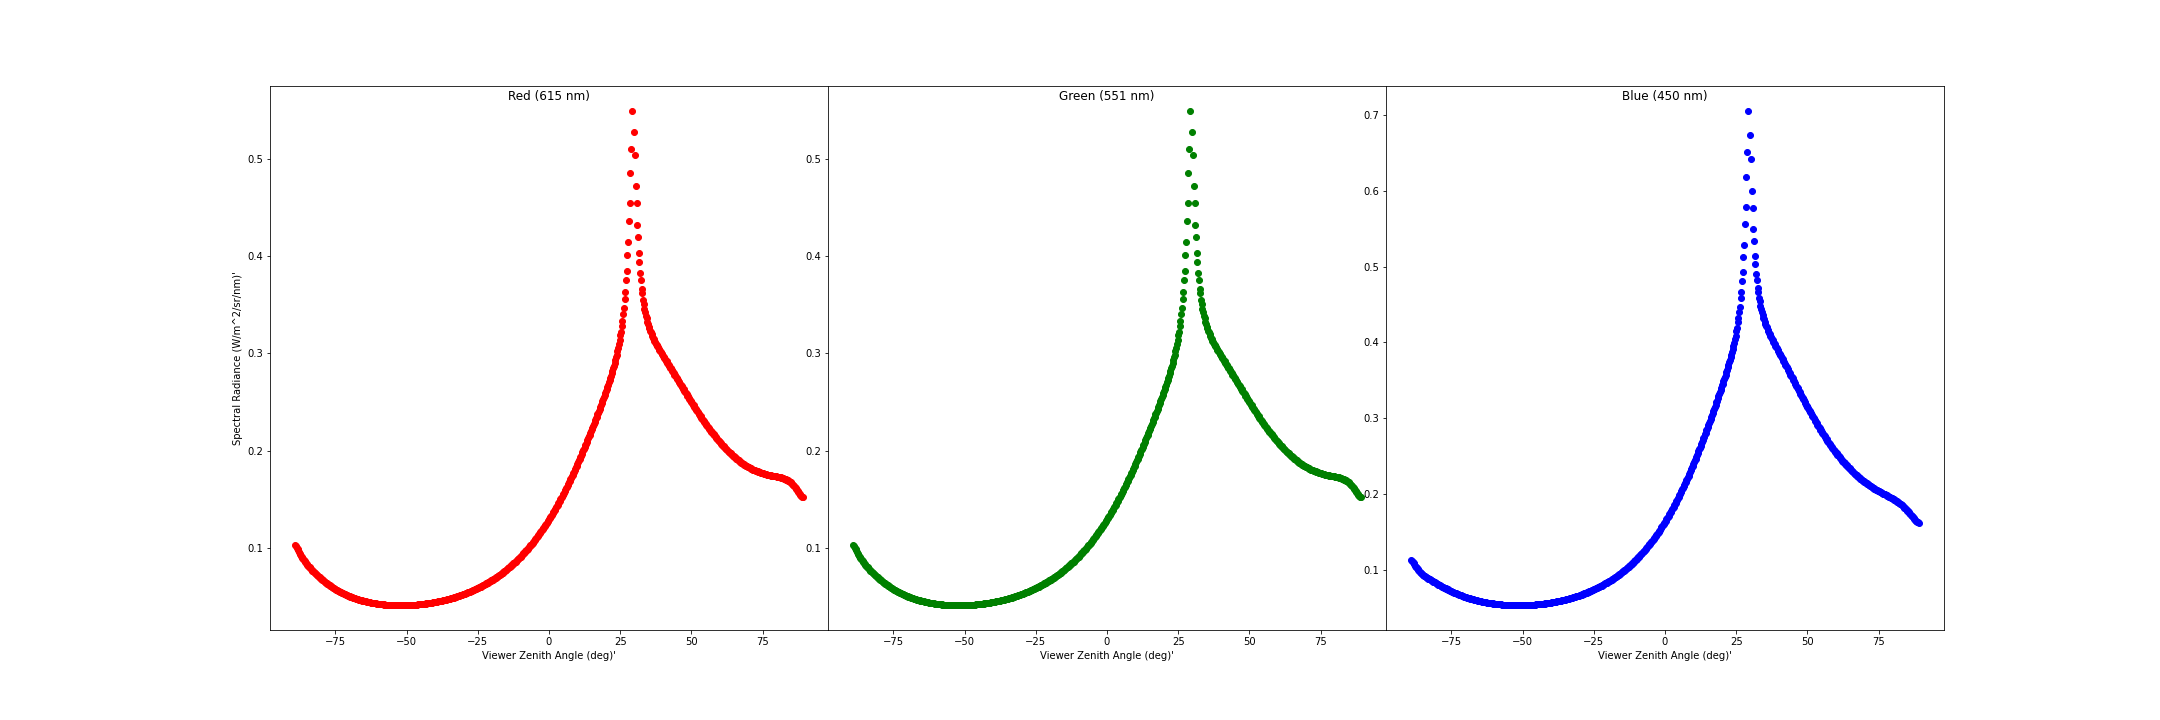 Red (615 nm)
Green (551 nm)
Blue (450 nm)
Spectral Radiance (W/m^2/sr/nm)'
0.5
0.4
0.3
0.2
0.1
−75 −50 −25 0 25 50 75
Viewer Zenith Angle (deg)'
0.5
0.4
0.3
0.2
0.1
−75 −50 −25 0 25 50 75
Viewer Zenith Angle (deg)'
0.7
0.6
0.5
0.4
0.3
0.2
0.1
−75 −50 −25 0 25 50 75
Viewer Zenith Angle (deg)'